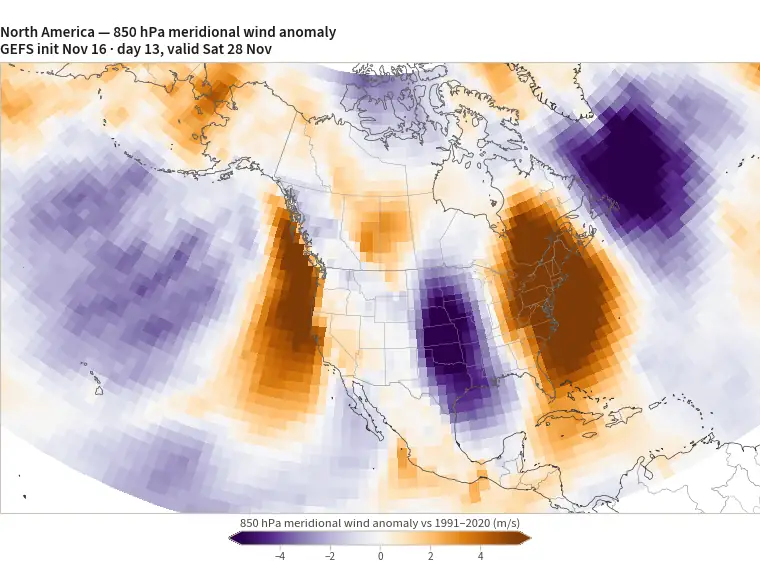 North America — 850 hPa meridional wind anomaly
GEFS init Nov 16 · day 13, valid Sat 28 Nov
850 hPa meridional wind anomaly vs 1991–2020 (m/s)
−4 −2 0 2 4